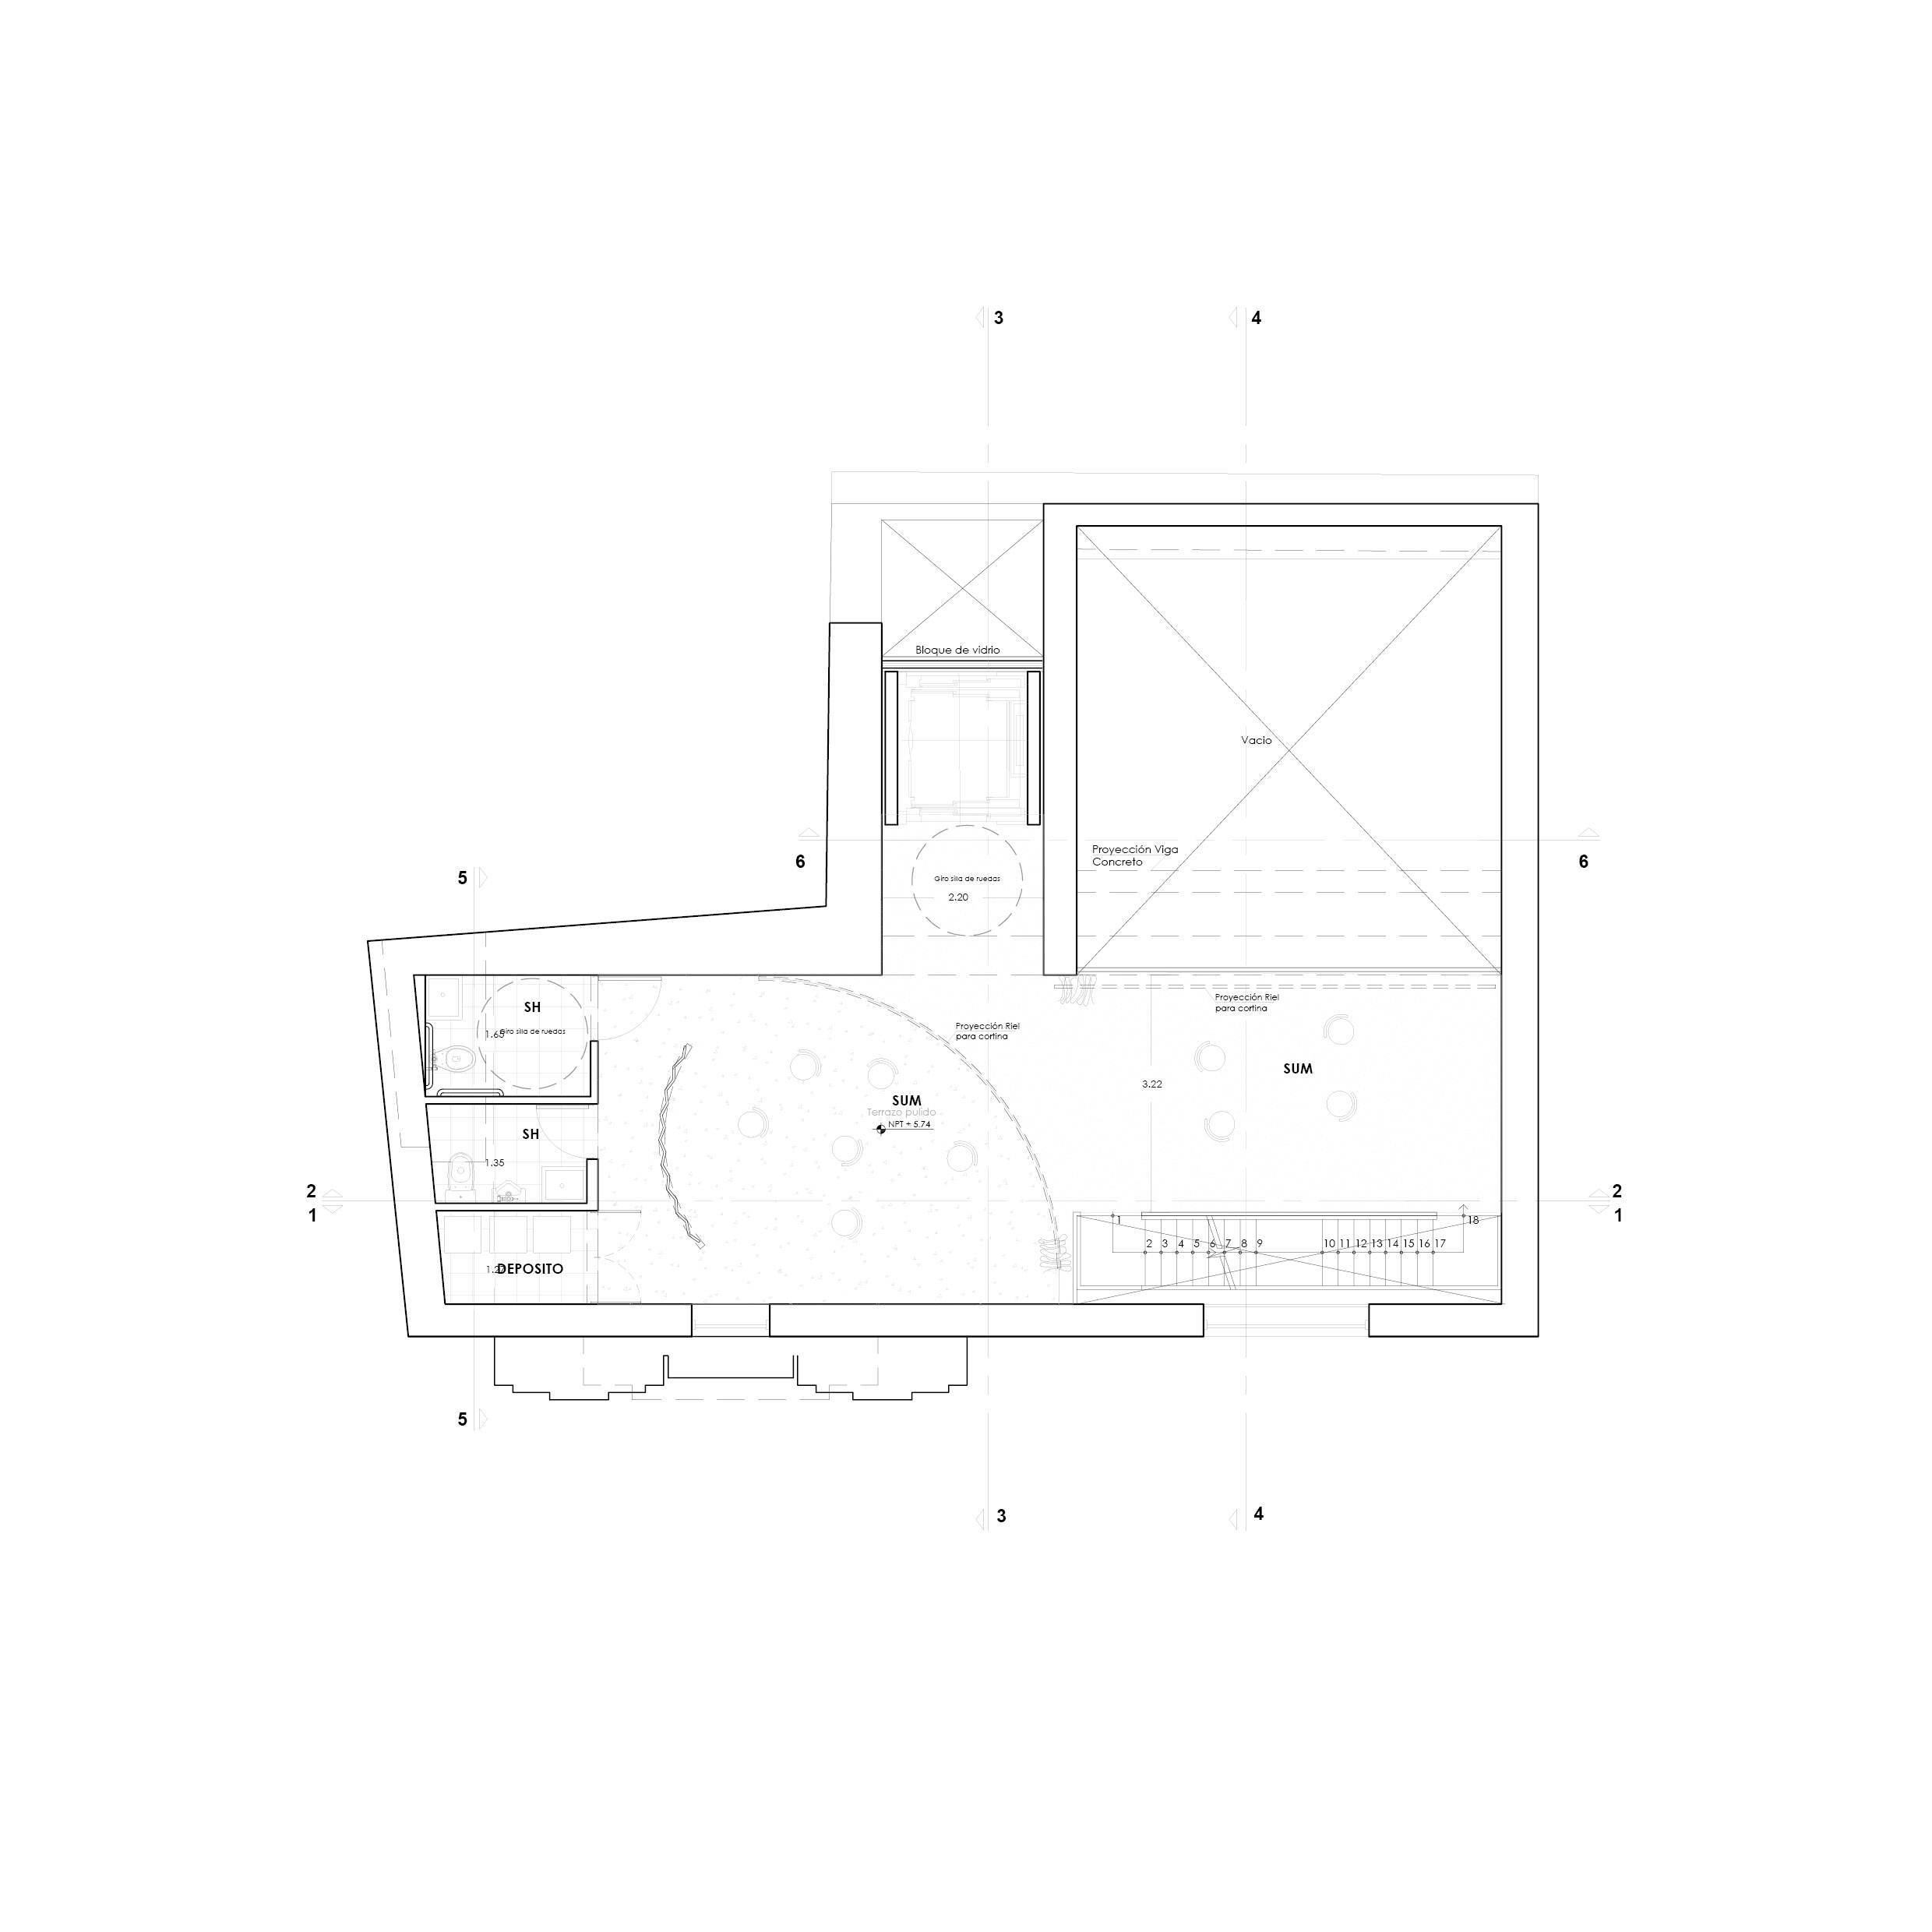 3
4
Bloque de vidrio
Vacio
Proyección Viga
Concreto
6
6
5
Giro silla de ruedas
2.20
SH
1.65
Giro silla de ruedas
Proyección Riel
para cortina
Proyección Riel
para cortina
SUM
3.22
SUM
Terrazo pulido
NPT + 5.74
SH
1.35
2
1
2
1
1
18
2 3 4 5 6 7 8 9 10 11 12 13 14 15 16 17
DEPOSITO
5
3
4